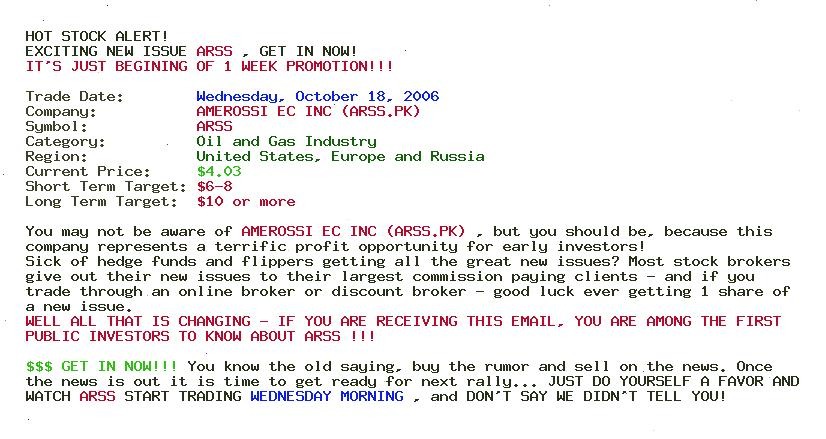 HOT STOCK ALERT!
EXCITING NEW ISSUE ARSS , GET IN NOW!
IT'S JUST BEGINING OF 1 WEEK PROMOTION!!!
Trade Date: Wednesday, October 18, 2006
Company: AMEROSSI EC INC (ARSS.PK)
Symbol: ARSS
Category: Oil and Gas Industry
Region: United States, Europe and Russia
Current Price: $4.03
Short Term Target: $6-8
Long Term Target: $10 or more
You may not be aware of AMEROSSI EC INC (ARSS.PK) , but you should be, because this
company represents a terrific profit opportunity for early investors!
Sick of hedge funds and flippers getting all the great new issues? Most stock brokers
give out their new issues to their largest commission paying clients - and if you
trade through an online broker or discount broker - good luck ever getting 1 share of
a new issue.
WELL ALL THAT IS CHANGING - IF YOU ARE RECEIVING THIS EMAIL, YOU ARE AMONG THE FIRST
PUBLIC INVESTORS TO KNOW ABOUT ARSS !!!
$$$ GET IN NOW!!! You know the old saying, buy the rumor and sell on the news. Once
the news is out it is time to get ready for next rally... JUST DO YOURSELF A FAVOR AND
WATCH ARSS START TRADING WEDNESDAY MORNING , and DON'T SAY WE DIDN'T TELL YOU!